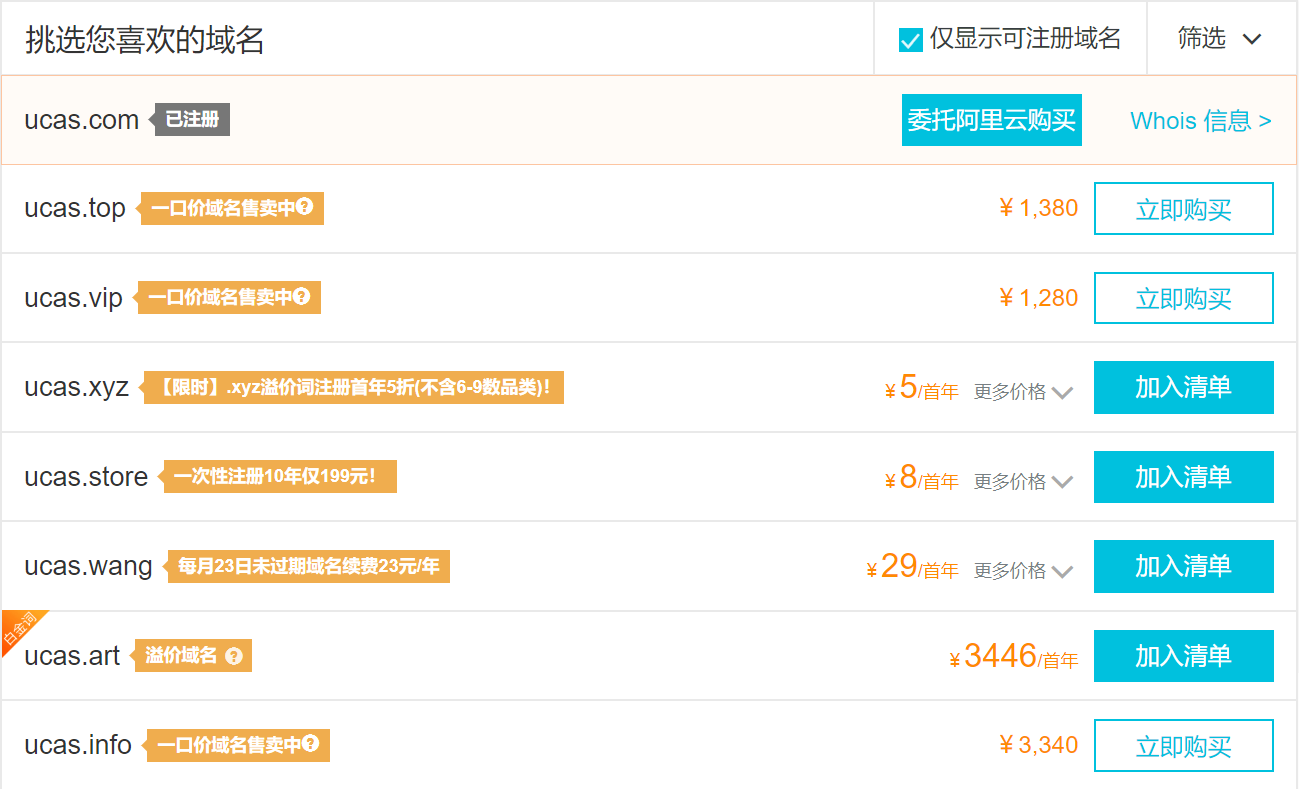 挑选您喜欢的域名 仅显示可注册域名 筛选
ucas.com 已注册 委托阿里云购买 Whois 信息 >
ucas.top 一口价域名售卖中? ¥ 1,380 立即购买
ucas.vip 一口价域名售卖中? ¥ 1,280 立即购买
ucas.xyz 【限时】.xyz溢价词注册首年5折(不含6-9数品类)! ¥ 5/首年 更多价格 加入清单
ucas.store 一次性注册10年仅199元! ¥ 8/首年 更多价格 加入清单
ucas.wang 每月23日未过期域名续费23元/年 ¥ 29/首年 更多价格 加入清单
白金词
ucas.art 溢价域名 ? ¥ 3446/首年 加入清单
ucas.info 一口价域名售卖中? ¥ 3,340 立即购买